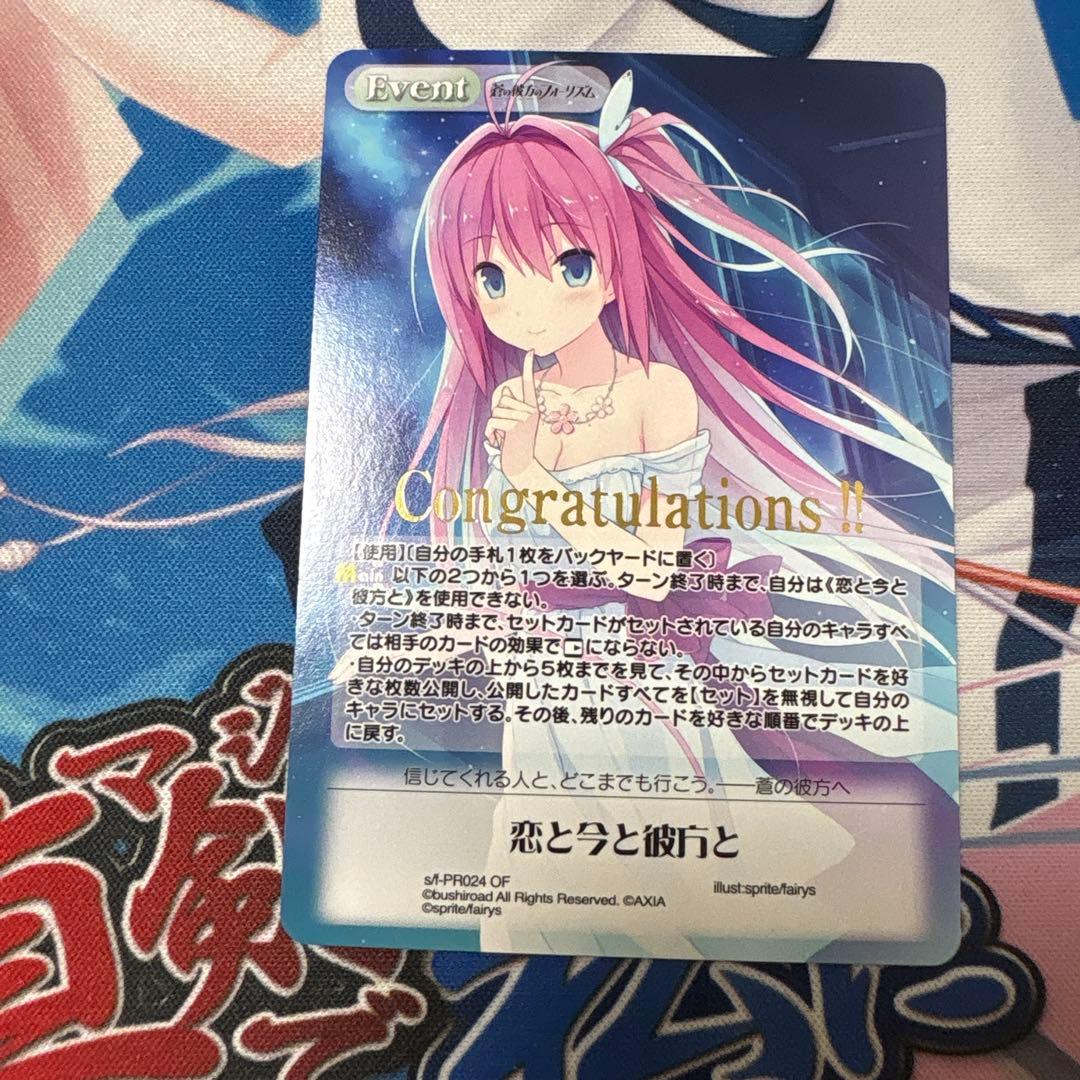 Event 蒼の彼方のフォーリズム
Congratulations!!
【使用】〔自分の手札1枚をバックヤードに置く〕
Main 以下の2つから1つを選ぶ。ターン終了時まで、自分は《恋と今と
彼方と》を使用できない。
・ターン終了時まで、セットカードがセットされている自分のキャラすべ
ては相手のカードの効果で にならない。
・自分のデッキの上から5枚までを見て、その中からセットカードを好
きな枚数公開し、公開したカードすべてを【セット】を無視して自分の
キャラにセットする。その後、残りのカードを好きな順番でデッキの上
に戻す。
信じてくれる人と、どこまでも行こう。――蒼の彼方へ
恋と今と彼方と
s/f-PR024 OF
illust:sprite/fairys
©bushiroad All Rights Reserved. ©AXIA
©sprite/fairys
マジ
で